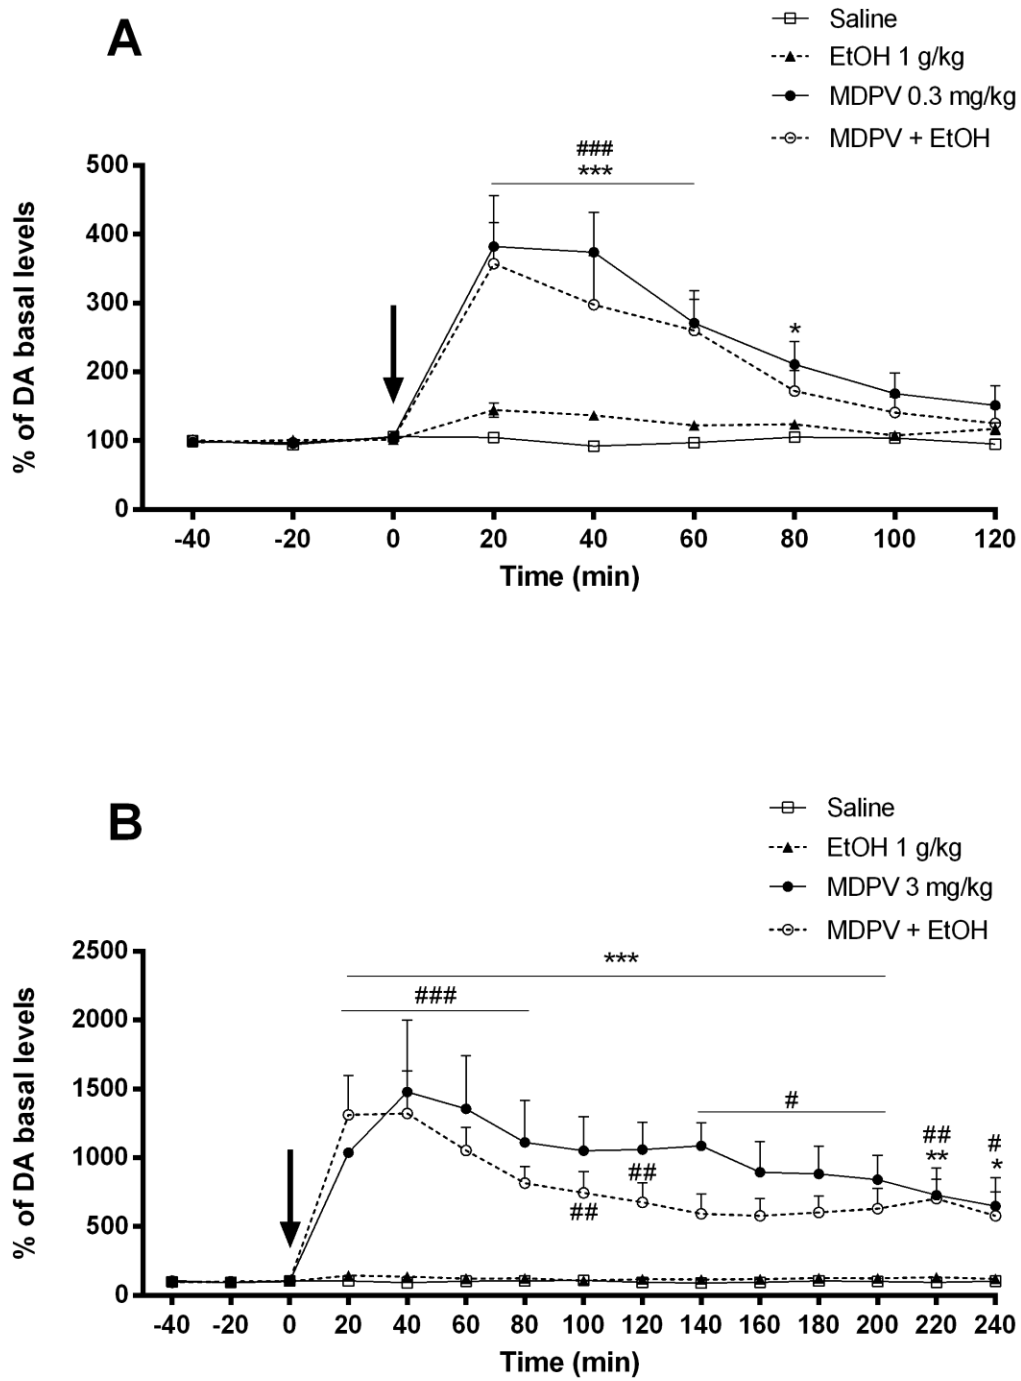 A
Saline
EtOH 1 g/kg
MDPV 0.3 mg/kg
MDPV + EtOH
###
***
*
500
400
300
200
100
0
% of DA basal levels
-40 -20 0 20 40 60 80 100 120
Time (min)
B
Saline
EtOH 1 g/kg
MDPV 3 mg/kg
MDPV + EtOH
***
###
#
##
##
##
**
#
*
2500
2000
1500
1000
500
0
% of DA basal levels
-40 -20 0 20 40 60 80 100 120 140 160 180 200 220 240
Time (min)